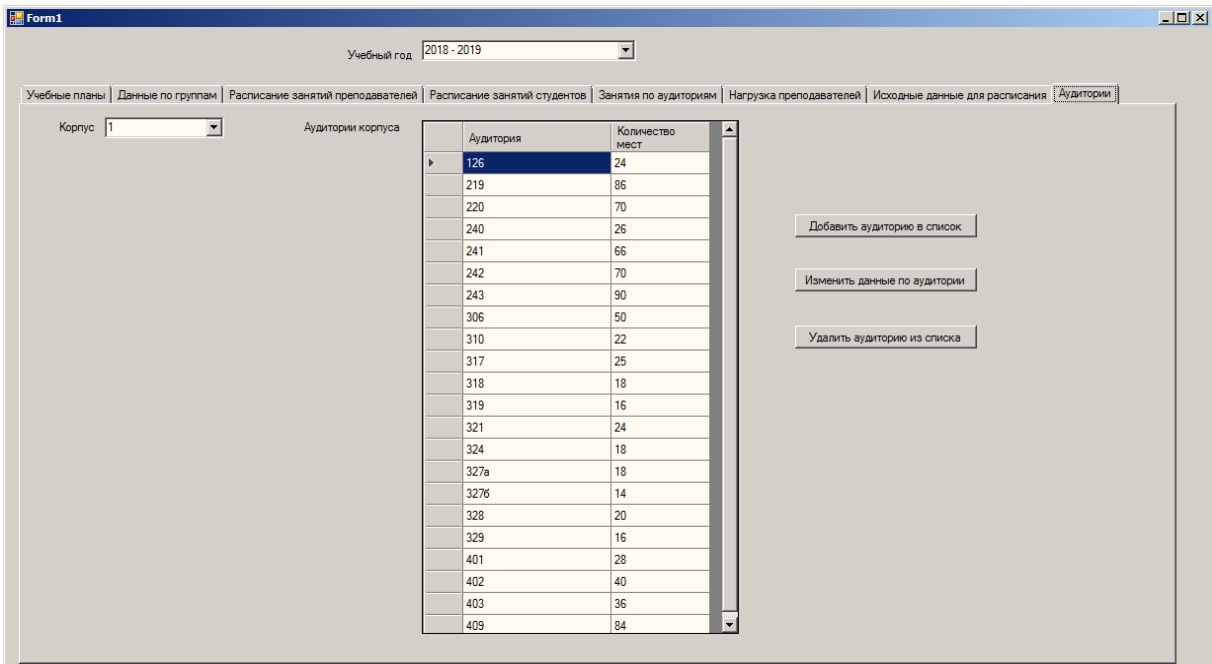 Form1
Учебный год 2018 - 2019
Учебные планы Данные по группам Расписание занятий преподавателей Расписание занятий студентов Занятия по аудиториям Нагрузка преподавателей Исходные данные для расписания Аудитории
Корпус 1 Аудитории корпуса
Аудитория Количество
мест
126 24
219 86
220 70
240 26
Добавить аудиторию в список
241 66
242 70
Изменить данные по аудитории
243 90
306 50
310 22
Удалить аудиторию из списка
317 25
318 18
319 16
321 24
324 18
327а 18
327б 14
328 20
329 16
401 28
402 40
403 36
409 84